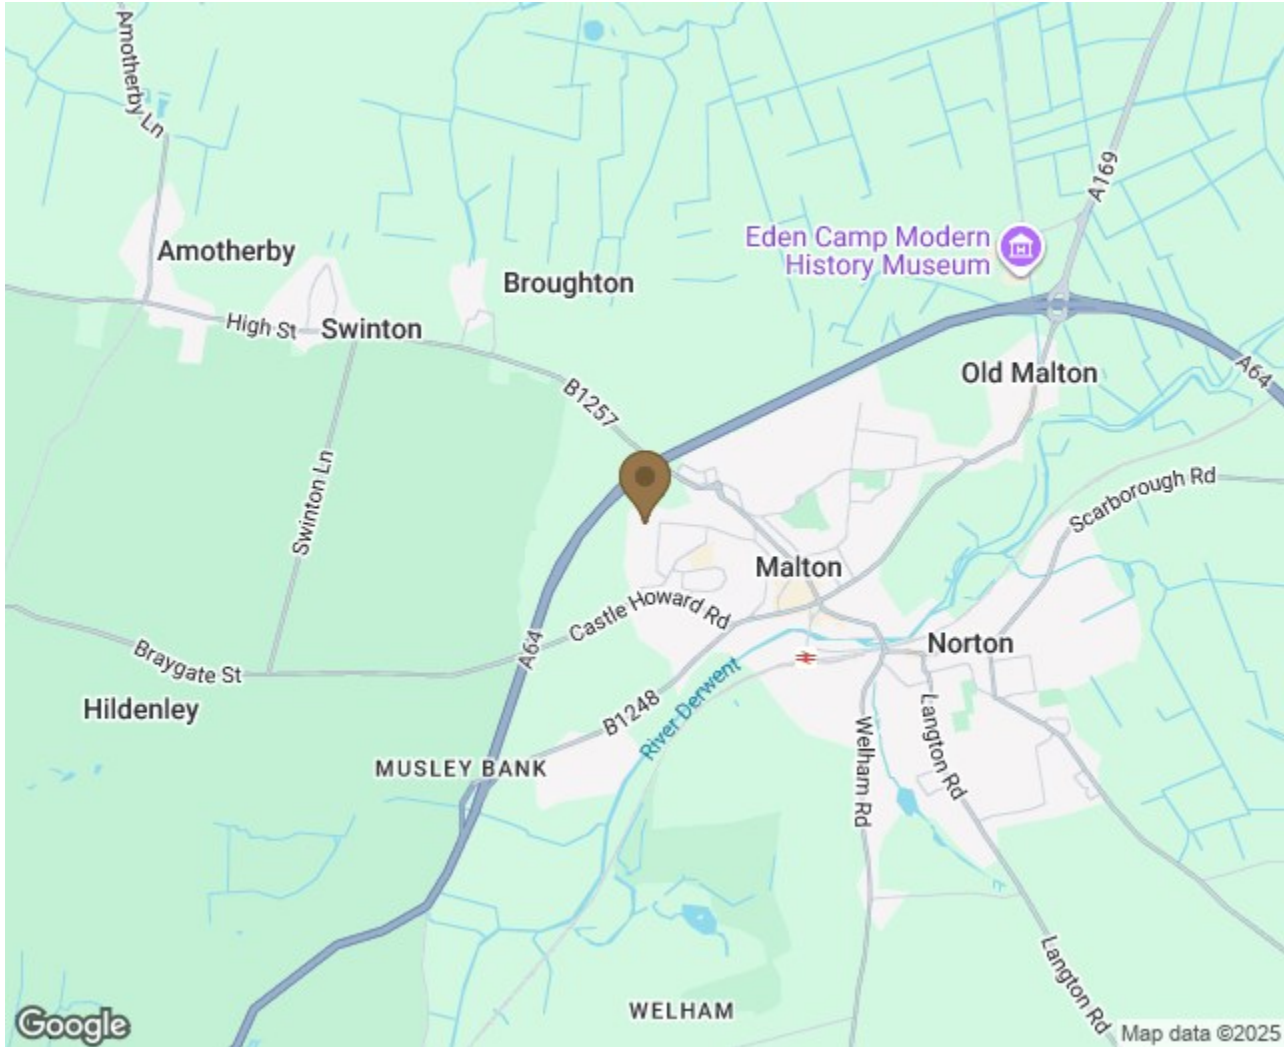 Amotherby Ln
A169
Eden Camp Modern
History Museum
Amotherby
Broughton
High St
Swinton
B1257
Old Malton
A64
Swinton Ln
Scarborough Rd
Malton
Castle Howard Rd
A64
Norton
Braygate St
Hildenley
B1248
River Derwent
Welham Rd
Langton Rd
MUSLEY BANK
Langton Rd
WELHAM
Google
Map data ©2025